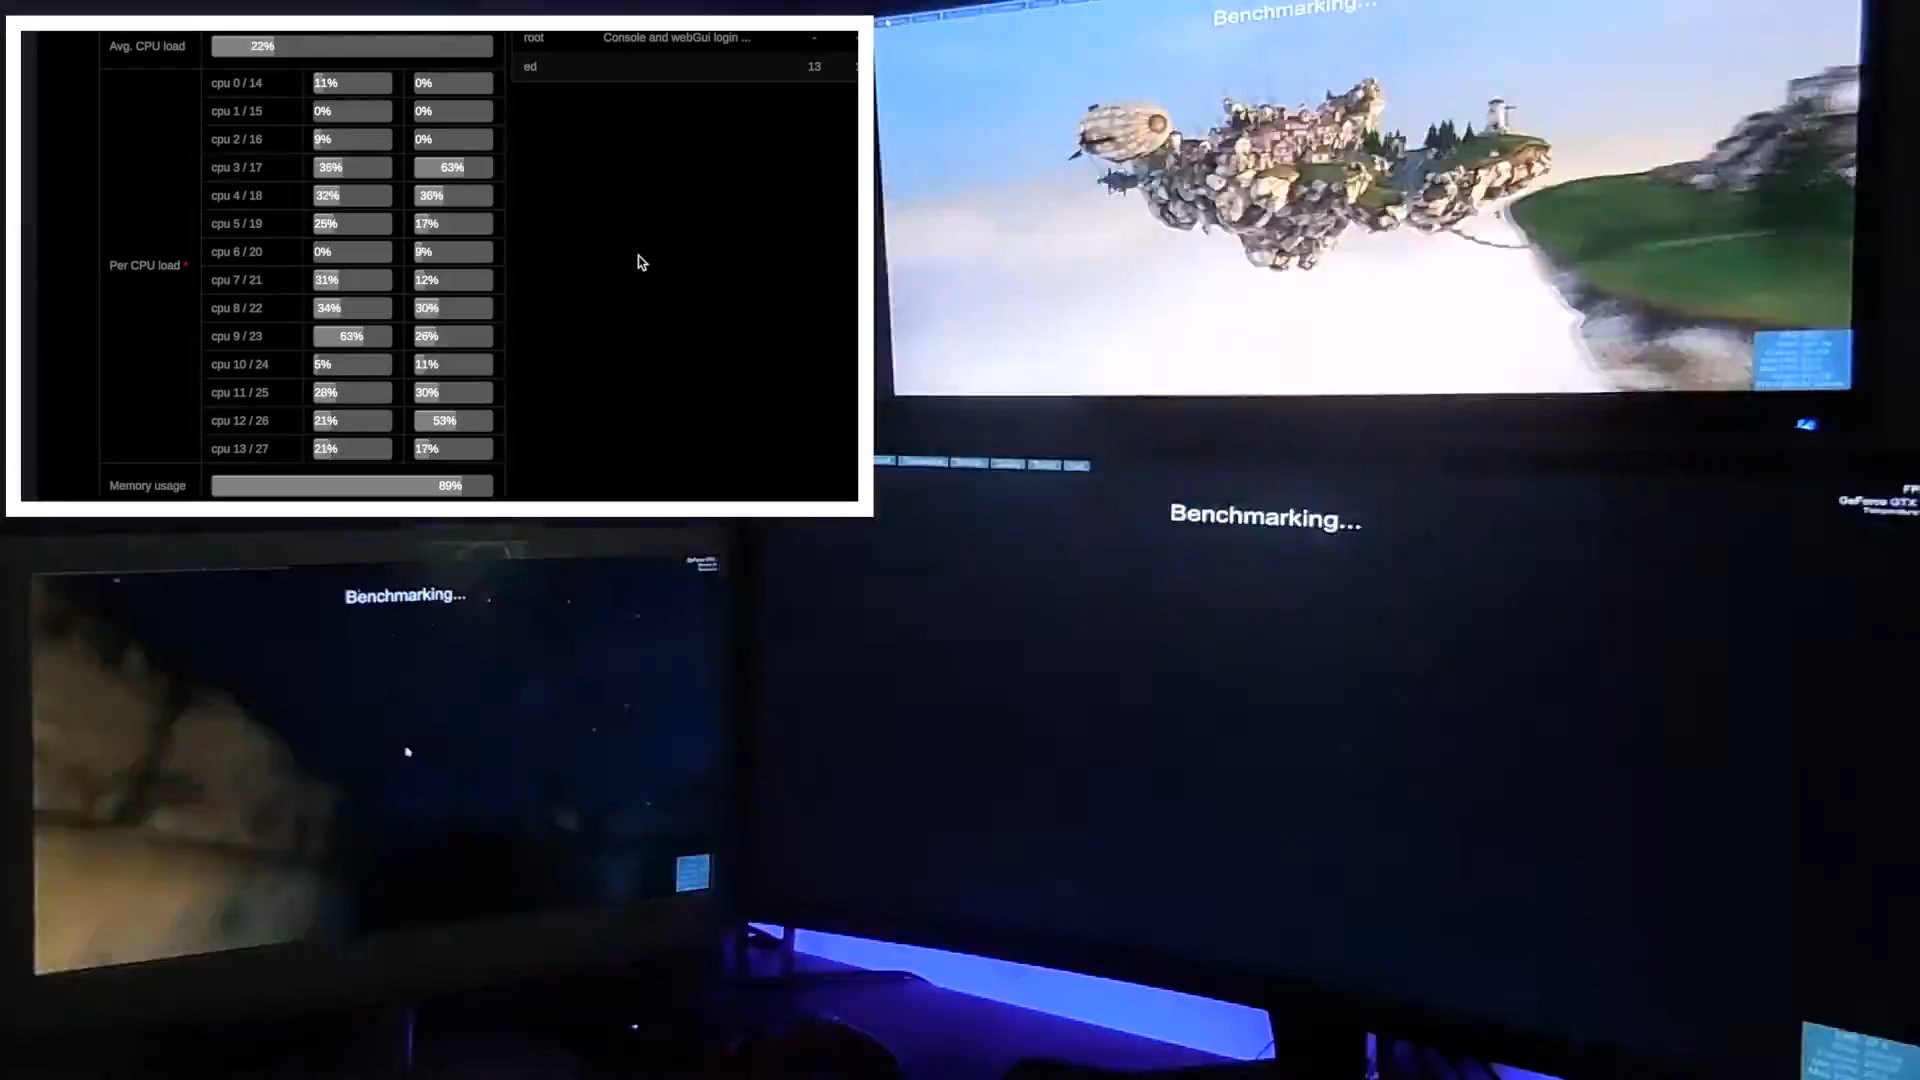 Avg. CPU load 22%
cpu 0 / 14 11% 0%
cpu 1 / 15 0% 0%
cpu 2 / 16 9% 0%
cpu 3 / 17 36% 63%
cpu 4 / 18 32% 36%
cpu 5 / 19 25% 17%
cpu 6 / 20 0% 9%
Per CPU load *
cpu 7 / 21 31% 12%
cpu 8 / 22 34% 30%
cpu 9 / 23 63% 26%
cpu 10 / 24 5% 11%
cpu 11 / 25 28% 30%
cpu 12 / 26 21% 53%
cpu 13 / 27 21% 17%
Memory usage 89%
root Console and webGui login ... -
ed 13
Benchmarking...
Benchmarking...
GeForce GTX
Benchmarking...